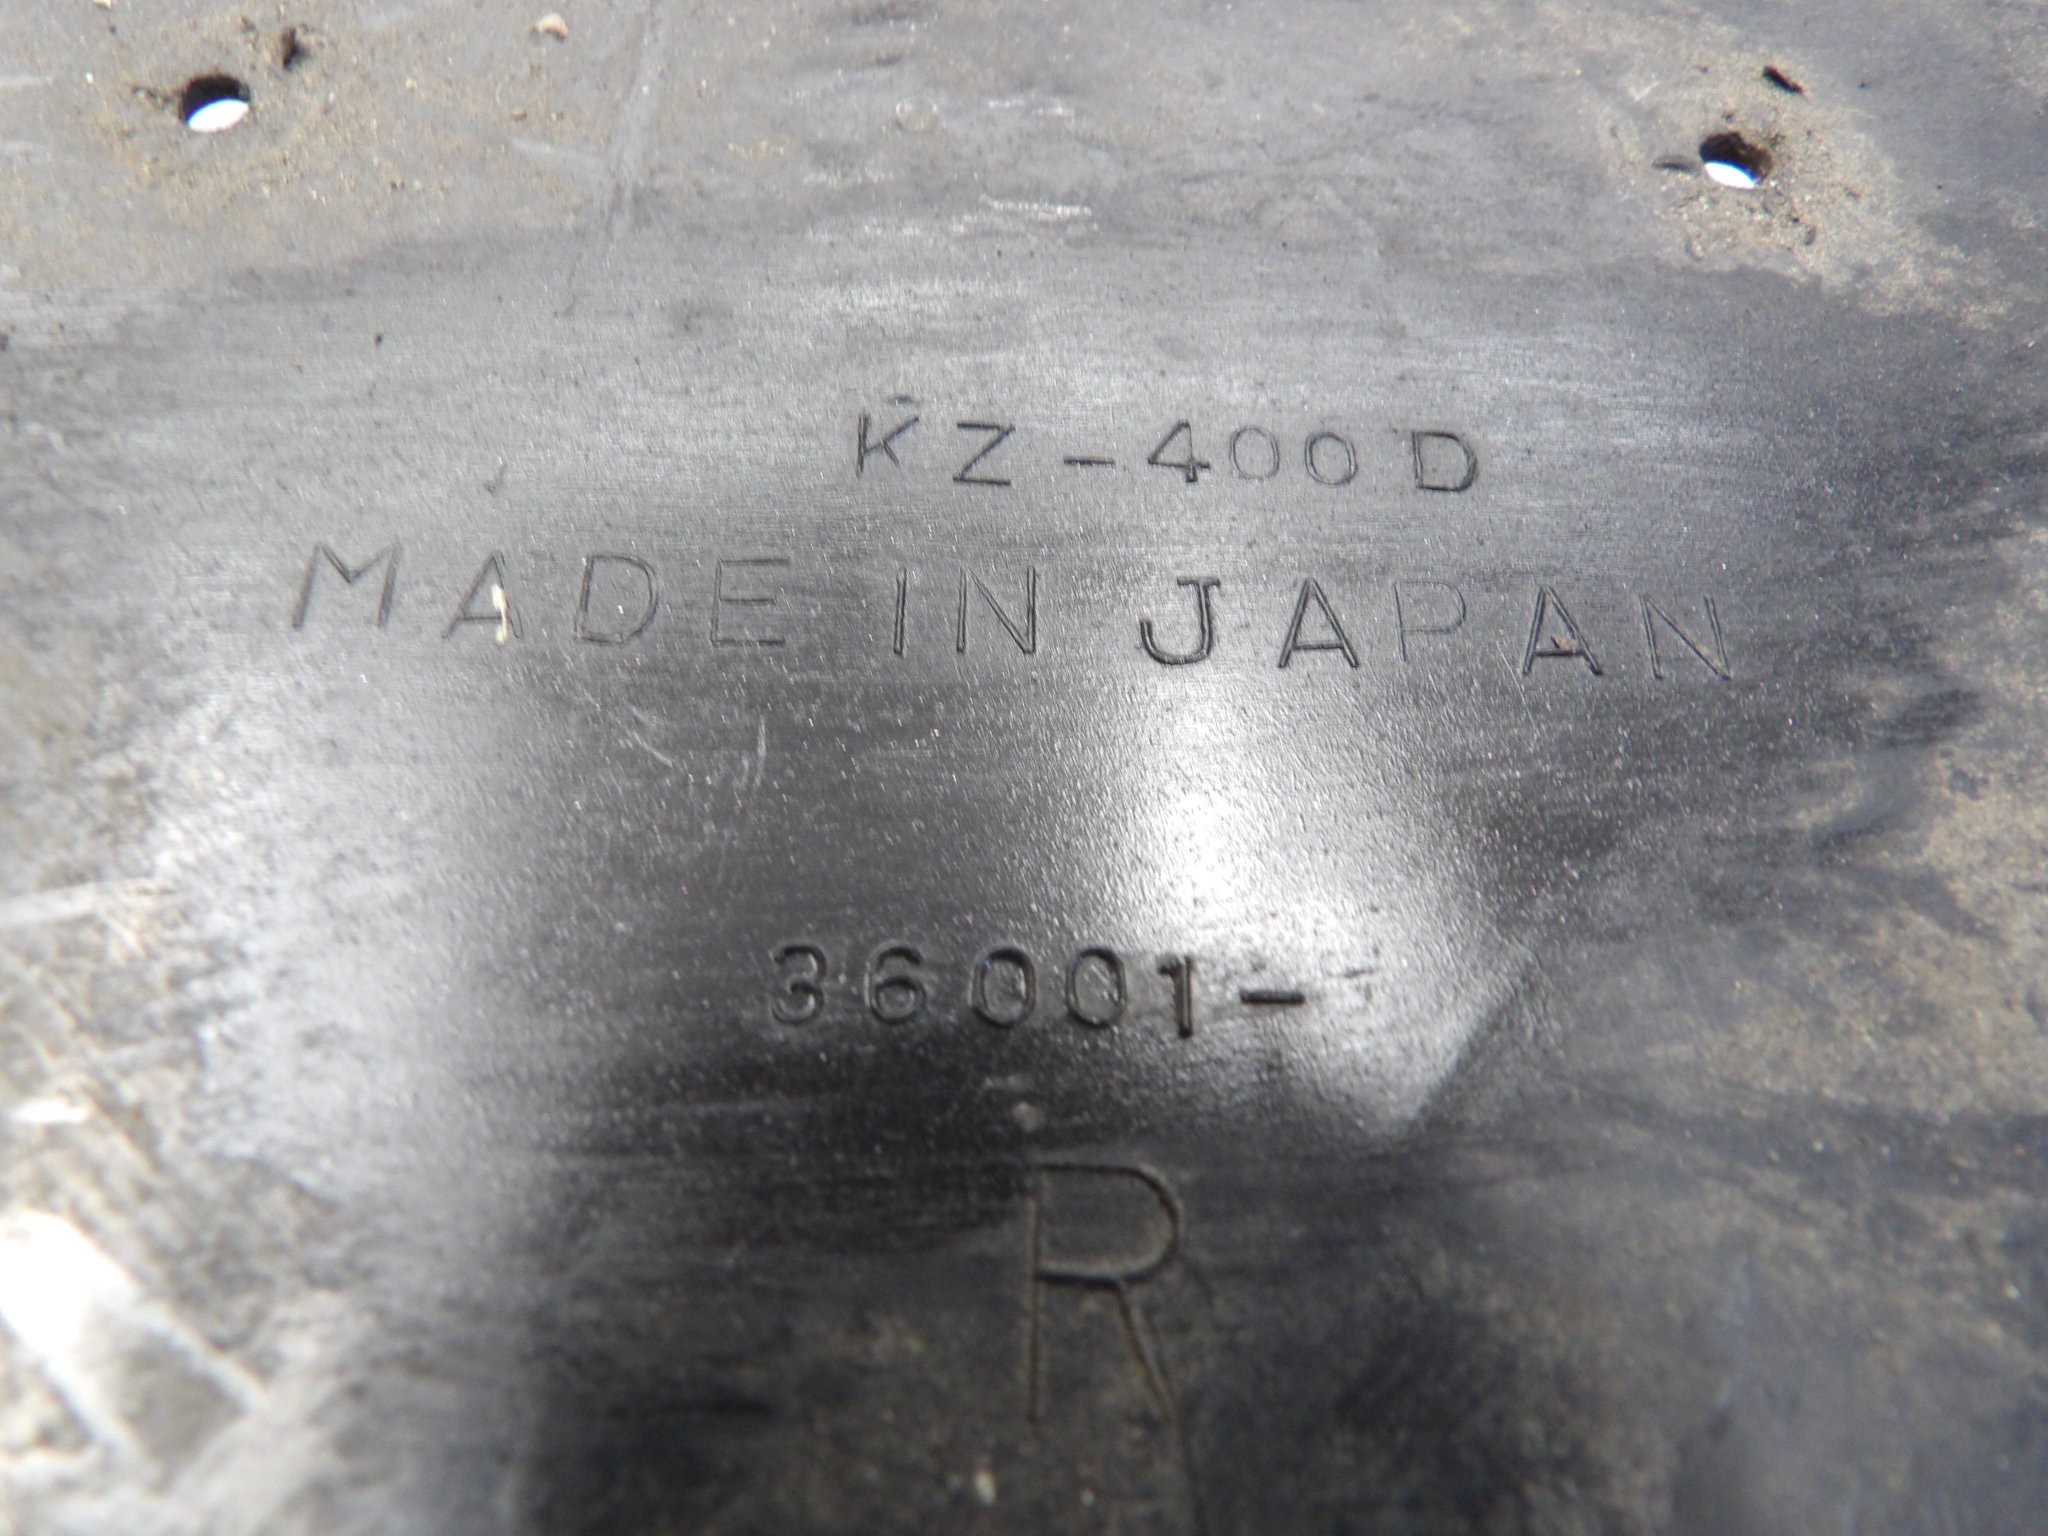 KZ-400D
MADE IN JAPAN
36001-
R